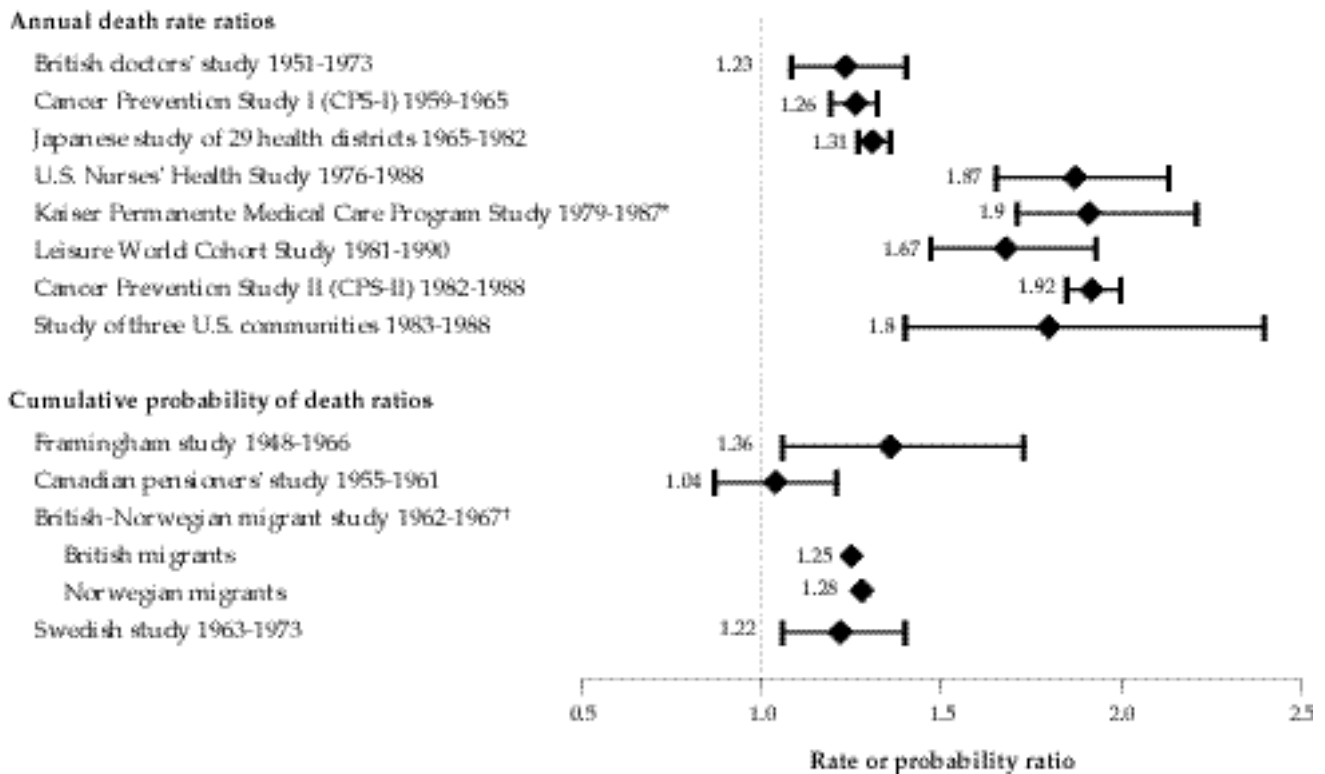 Annual death rate ratios
British doctors' study 1951-1973 1.23
Cancer Prevention Study I (CPS-I) 1959-1965 1.26
Japanese study of 29 health districts 1965-1982 1.31
U.S. Nurses' Health Study 1976-1988 1.87
Kaiser Permanente Medical Care Program Study 1979-1987* 1.9
Leisure World Cohort Study 1981-1990 1.67
Cancer Prevention Study II (CPS-II) 1982-1988 1.92
Study of three U.S. communities 1983-1988 1.8
Cumulative probability of death ratios
Framingham study 1948-1966 1.36
Canadian pensioners' study 1955-1961 1.04
British-Norwegian migrant study 1962-1967†
British migrants 1.25
Norwegian migrants 1.28
Swedish study 1963-1973 1.22
0.5 1.0 1.5 2.0 2.5
Rate or probability ratio